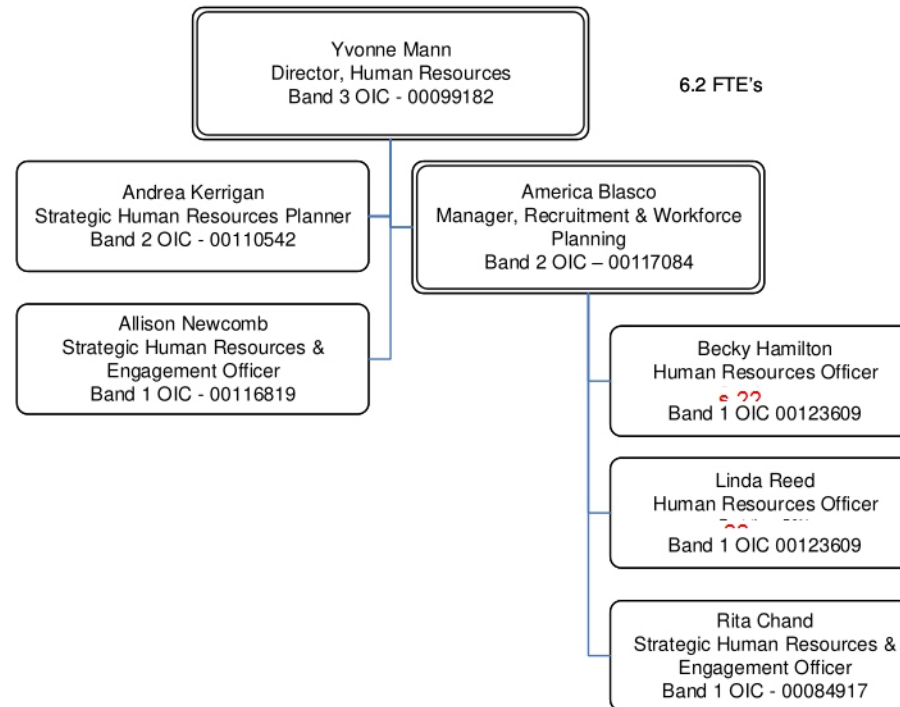 Yvonne Mann
Director, Human Resources
Band 3 OIC - 00099182
6.2 FTE's
Andrea Kerrigan
Strategic Human Resources Planner
Band 2 OIC - 00110542
America Blasco
Manager, Recruitment & Workforce
Planning
Band 2 OIC – 00117084
Allison Newcomb
Strategic Human Resources &
Engagement Officer
Band 1 OIC - 00116819
Becky Hamilton
Human Resources Officer
Band 1 OIC 00123609
Linda Reed
Human Resources Officer
Band 1 OIC 00123609
Rita Chand
Strategic Human Resources &
Engagement Officer
Band 1 OIC - 00084917